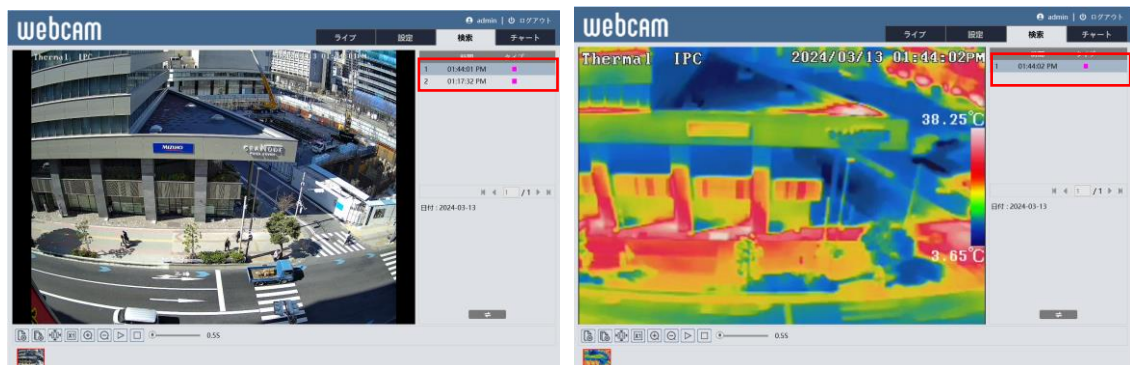 webcam
admin | ログアウト
ライブ 設定 検索 チャート
Thermal IPC
1 01:44:01 PM
2 01:17:32 PM
MIZUHO
/1
日付 : 2024-03-13
0.5S
webcam
admin | ログアウト
ライブ 設定 検索 チャート
Thermal IPC 2024/03/13 01:44:02PM
1 01:44:02 PM
38.25℃
1 /1
日付 : 2024-03-13
3.65℃
0.5S